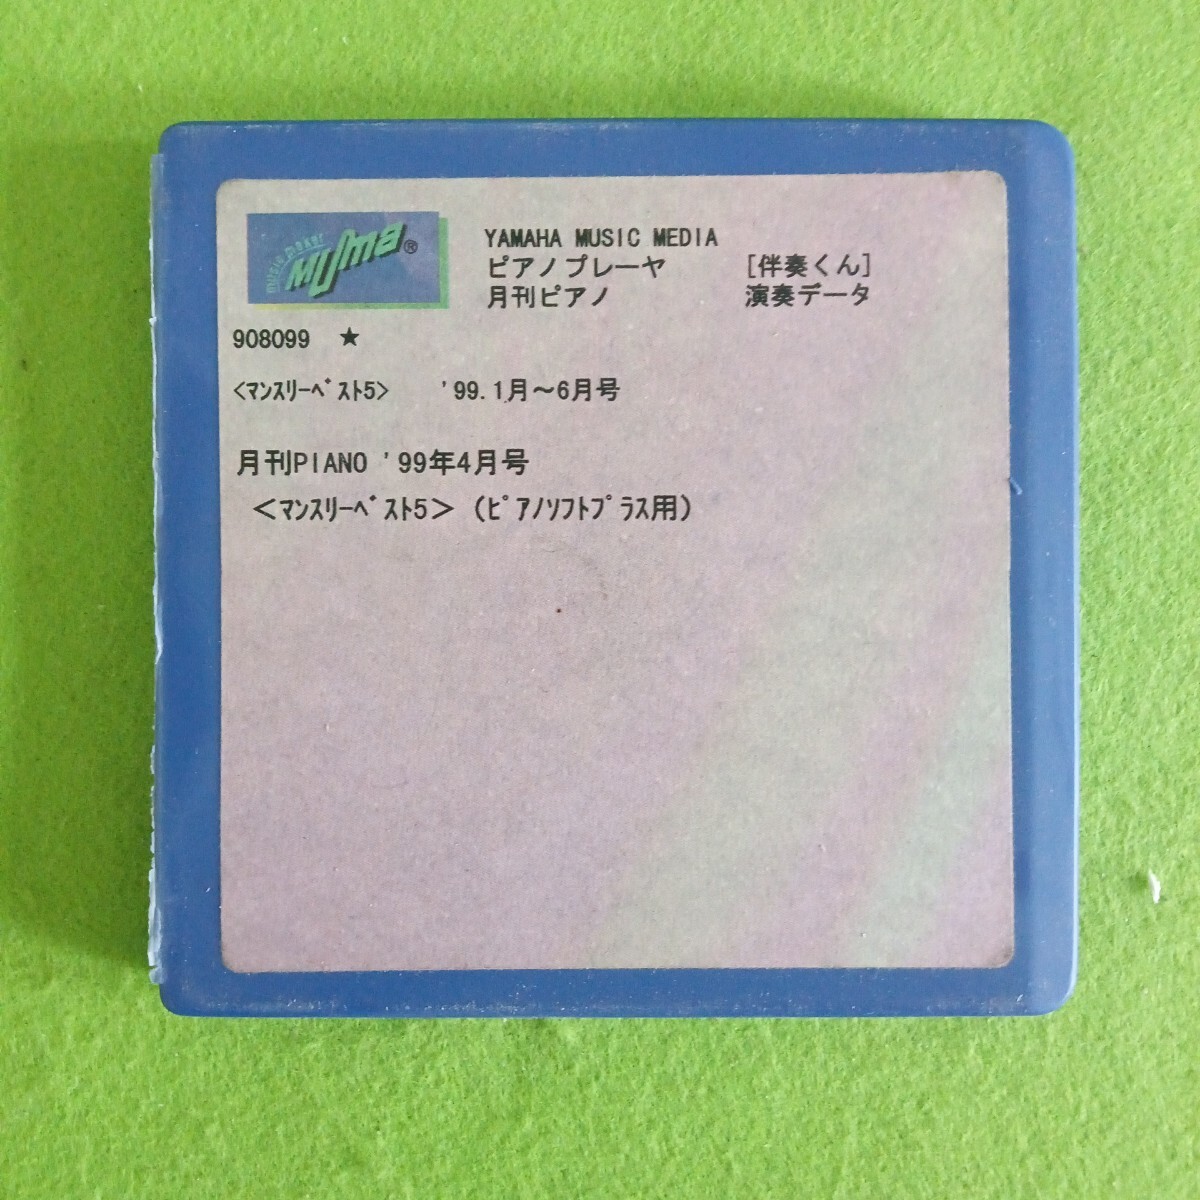 music maker
MUma®
YAMAHA MUSIC MEDIA
ピアノプレーヤ [伴奏くん]
月刊ピアノ 演奏データ
908099 ★
<ﾏﾝｽﾘｰﾍﾞｽﾄ5> '99.1月～6月号
月刊PIANO '99年4月号
＜ﾏﾝｽﾘｰﾍﾞｽﾄ5＞（ﾋﾟｱﾉｿﾌﾄﾌﾟﾗｽ用）